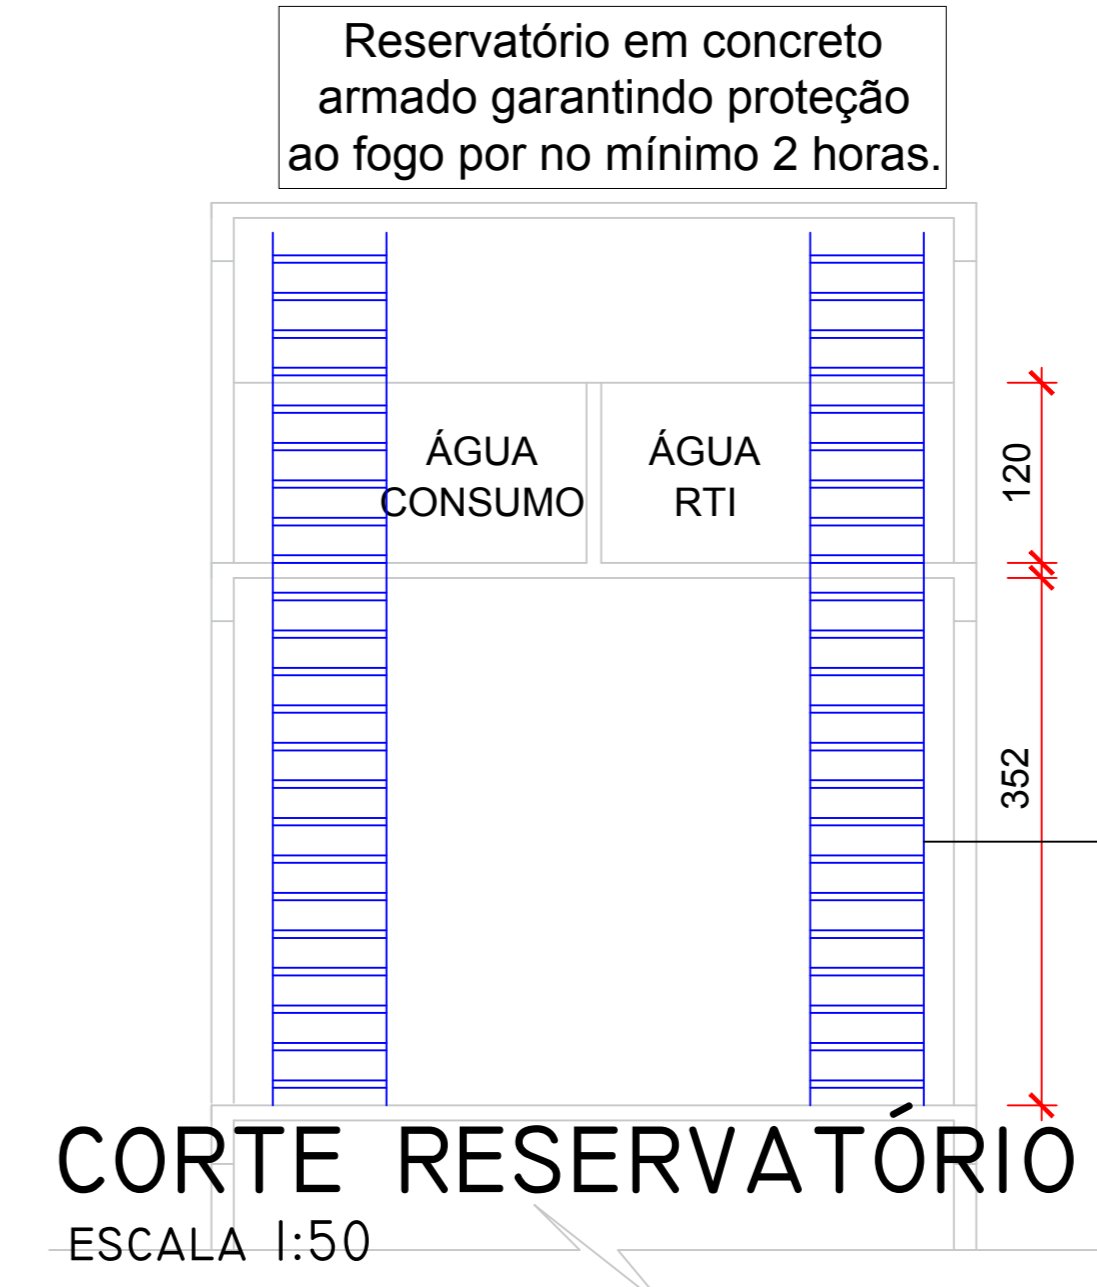 Reservatório em concreto
armado garantindo proteção
ao fogo por no mínimo 2 horas.
ÁGUA
CONSUMO
ÁGUA
RTI
120
352
CORTE RESERVATÓRIO
ESCALA 1:50